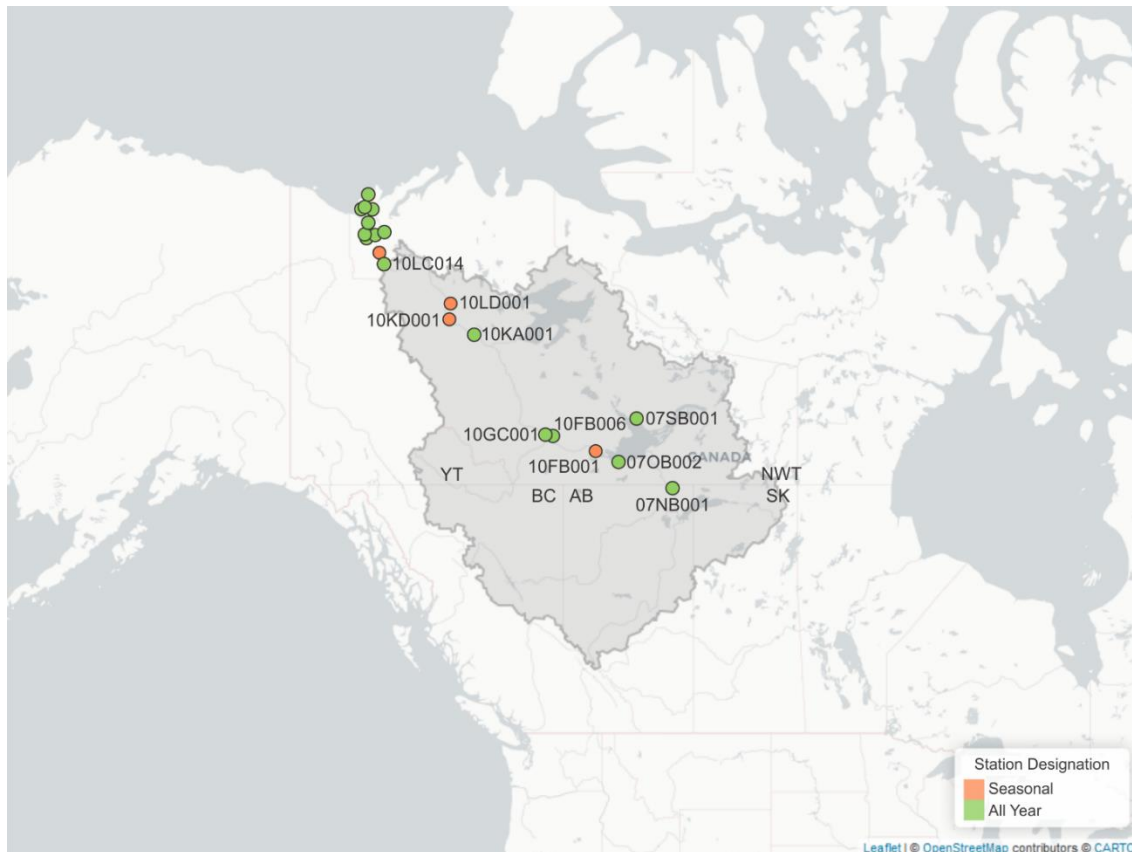 10LC014
10LD001
10KD001
10KA001
07SB001
10FB006
10GC001
10FB001
07OB002
CANADA
YT
BC
AB
NWT
SK
07NB001
Station Designation
Seasonal
All Year
Leaflet | © OpenStreetMap contributors © CARTO